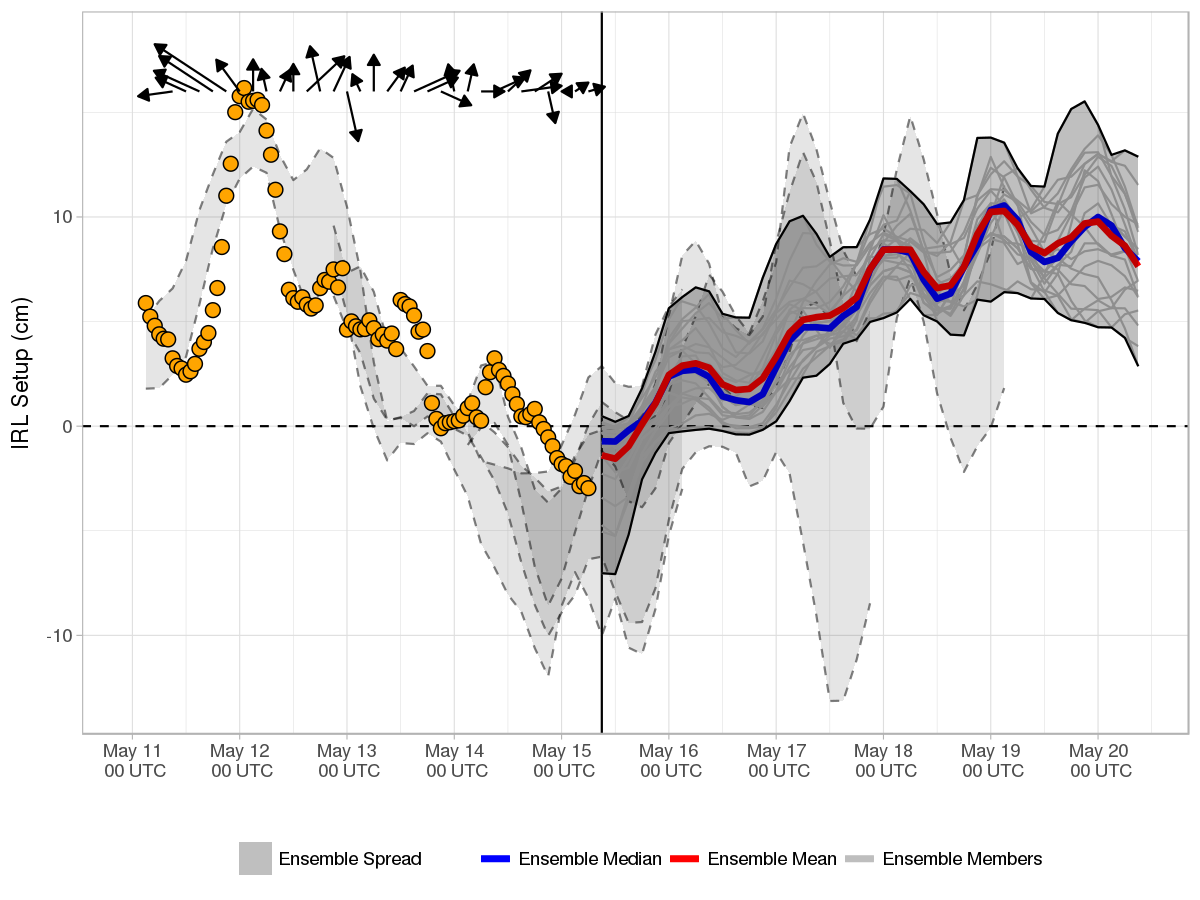 IRL Setup (cm)
10
0
-10
May 11 May 12 May 13 May 14 May 15 May 16 May 17 May 18 May 19 May 20
00 UTC 00 UTC 00 UTC 00 UTC 00 UTC 00 UTC 00 UTC 00 UTC 00 UTC 00 UTC
Ensemble Spread Ensemble Median Ensemble Mean Ensemble Members